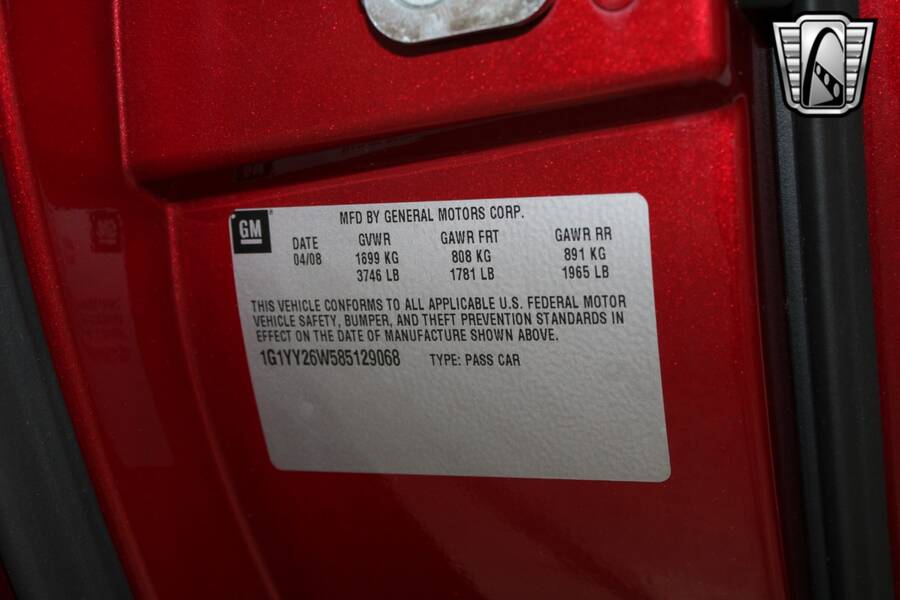 GM
MFD BY GENERAL MOTORS CORP.
DATE GVWR GAWR FRT GAWR RR
04/08 1699 KG 808 KG 891 KG
3746 LB 1781 LB 1965 LB
THIS VEHICLE CONFORMS TO ALL APPLICABLE U.S. FEDERAL MOTOR
VEHICLE SAFETY, BUMPER, AND THEFT PREVENTION STANDARDS IN
EFFECT ON THE DATE OF MANUFACTURE SHOWN ABOVE.
1G1YY26W585129068 TYPE: PASS CAR